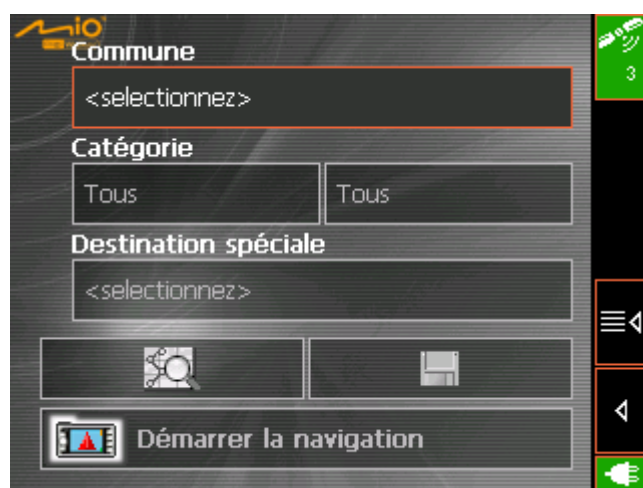 Mio
Commune
3
<selectionnez>
Catégorie
Tous Tous
Destination spéciale
<selectionnez>
Démarrer la navigation